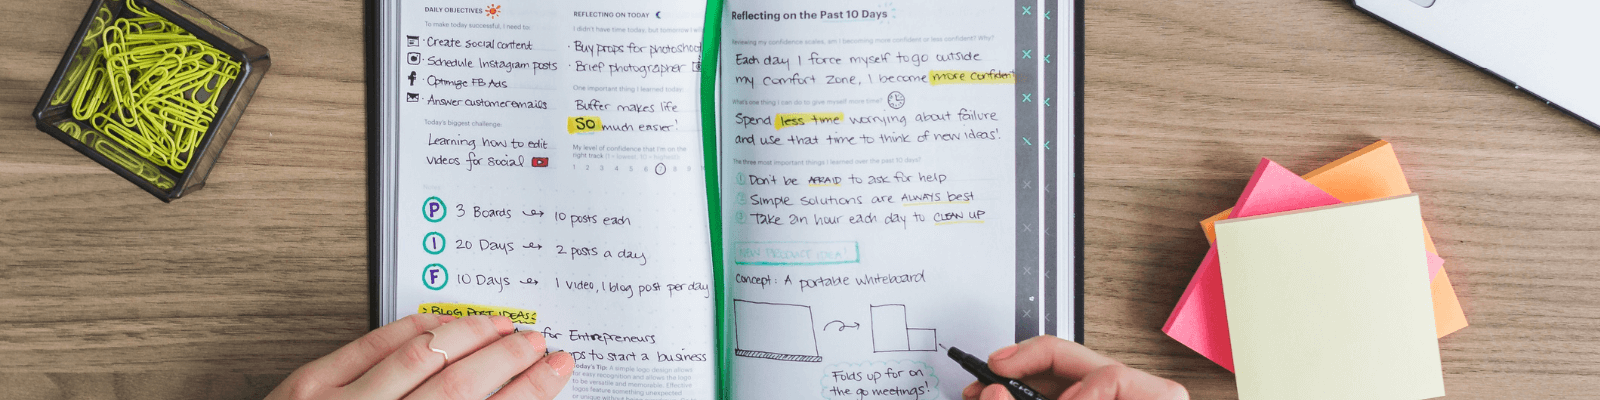 DAILY OBJECTIVES
To make today successful, I need to:
Create social content
Schedule Instagram posts
Optimize FB Ads
Answer customer emails
Today's biggest challenge:
Learning how to edit
videos for social
REFLECTING ON TODAY
I didn't have time today, but tomorrow I will
Buy props for photoshoot
Brief photographer
One important thing I learned today:
Buffer makes life
SO much easier!
My level of confidence that I'm on the
right track (1 = lowest, 10 = highest):
1 2 3 4 5 6 7 8 9
P 3 Boards → 10 posts each
I 20 Days → 2 posts a day
F 10 Days → 1 video, 1 blog post per day
BLOG POST IDEAS
for Entrepreneurs
to start a business
Today's Tip: A simple logo design allows
for easy recognition and allows the logo
to be versatile and memorable. Effective
logos feature something unexpected
or unique without being
Reflecting on the Past 10 Days
Reviewing my confidence scales, am I becoming more confident or less confident? Why?
Each day I force myself to go outside
my comfort zone, I become more confident
What's one thing I can do to give myself more time?
Spend less time worrying about failure
and use that time to think of new ideas!
The three most important things I learned over the past 10 days?
1 Don't be AFRAID to ask for help
2 Simple solutions are ALWAYS best
3 Take an hour each day to CLEAN UP
NEW PRODUCT IDEA!
Concept: A portable whiteboard
Folds up for on
the go meetings!